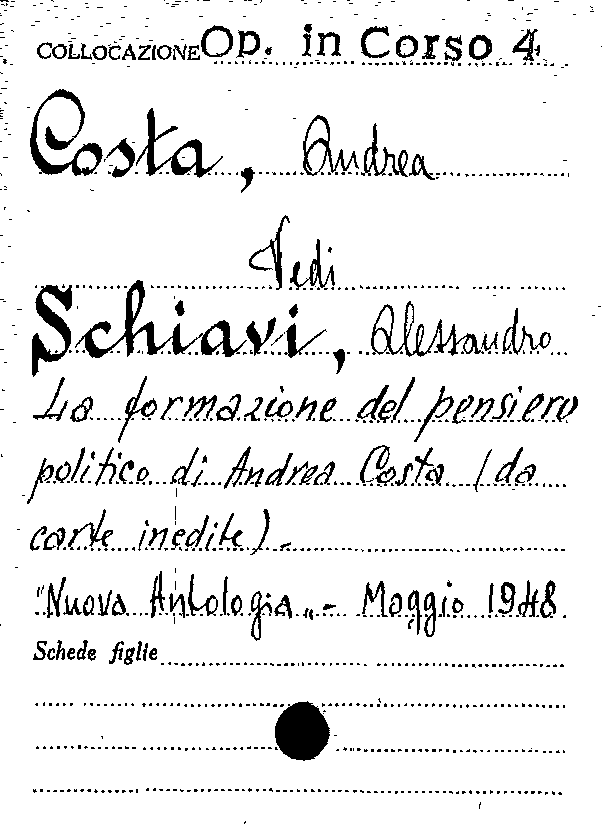 COLLOCAZIONE Op. in Corso 4
Costa, Andrea
Vedi
Schiavi, Alessandro
La formazione del pensiero
politico di Andrea Costa (da
carte inedite).-
"Nuova Antologia„- Maggio 1948
Schede figlie